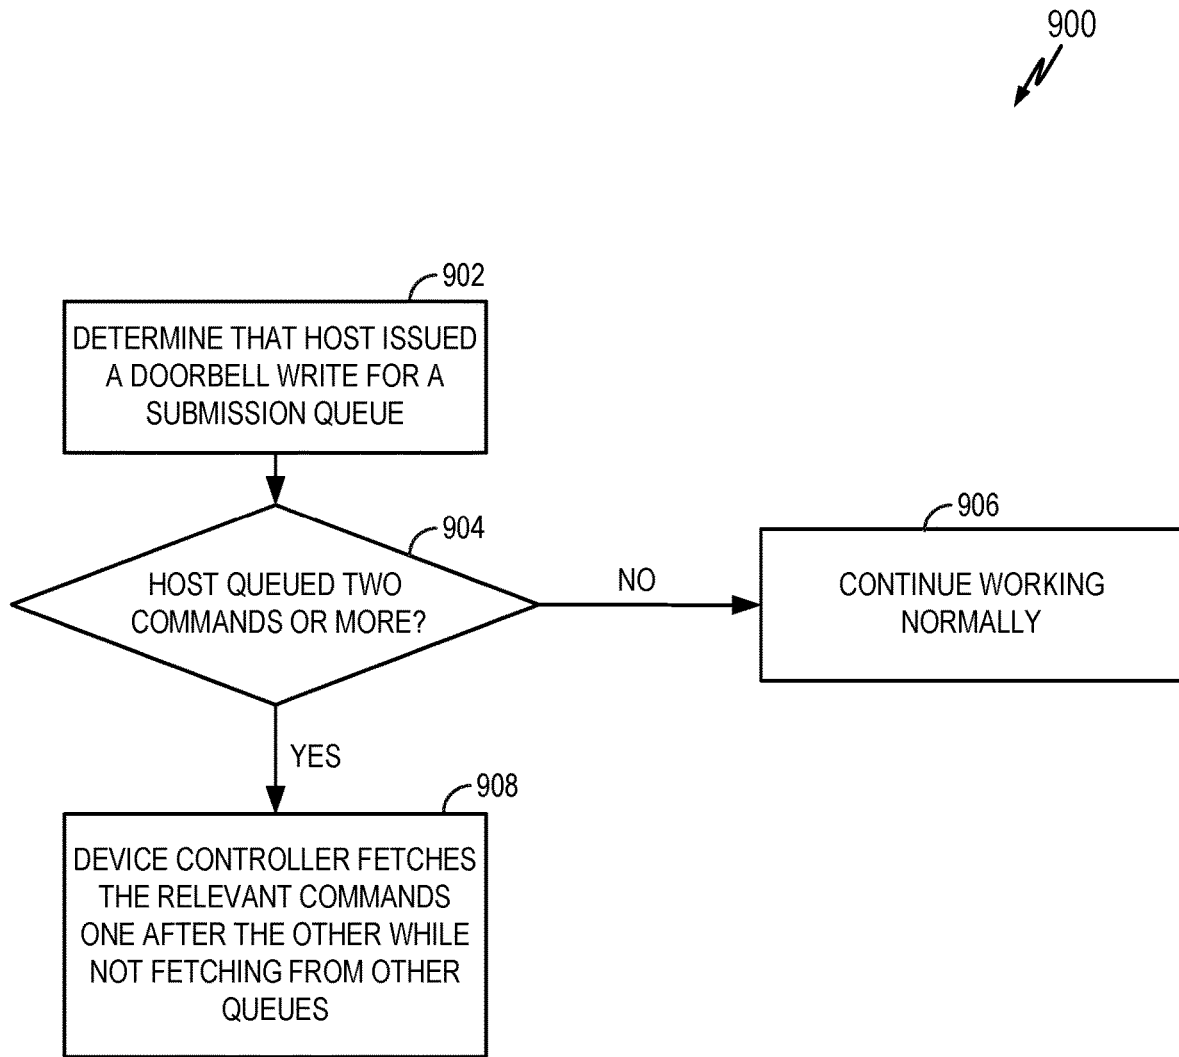 900
902
DETERMINE THAT HOST ISSUED
A DOORBELL WRITE FOR A
SUBMISSION QUEUE
904
HOST QUEUED TWO
COMMANDS OR MORE?
NO
906
CONTINUE WORKING
NORMALLY
YES
908
DEVICE CONTROLLER FETCHES
THE RELEVANT COMMANDS
ONE AFTER THE OTHER WHILE
NOT FETCHING FROM OTHER
QUEUES